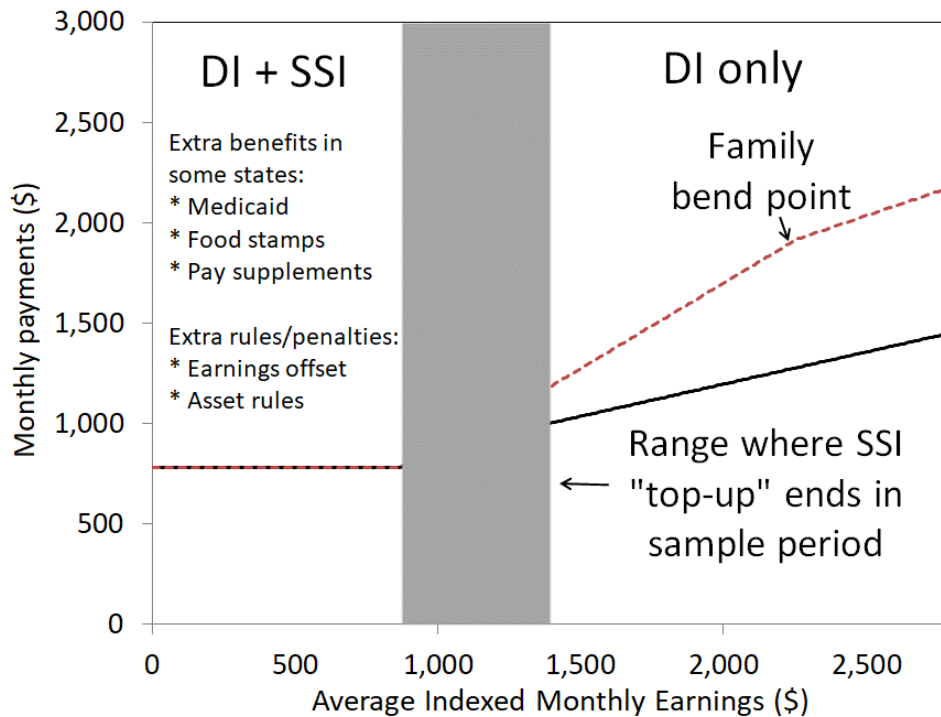 3,000
2,500
2,000
1,500
1,000
500
0
Monthly payments ($)
DI + SSI
Extra benefits in
some states:
* Medicaid
* Food stamps
* Pay supplements
Extra rules/penalties:
* Earnings offset
* Asset rules
DI only
Family
bend point
Range where SSI
"top-up" ends in
sample period
0
500
1,000
1,500
2,000
2,500
Average Indexed Monthly Earnings ($)